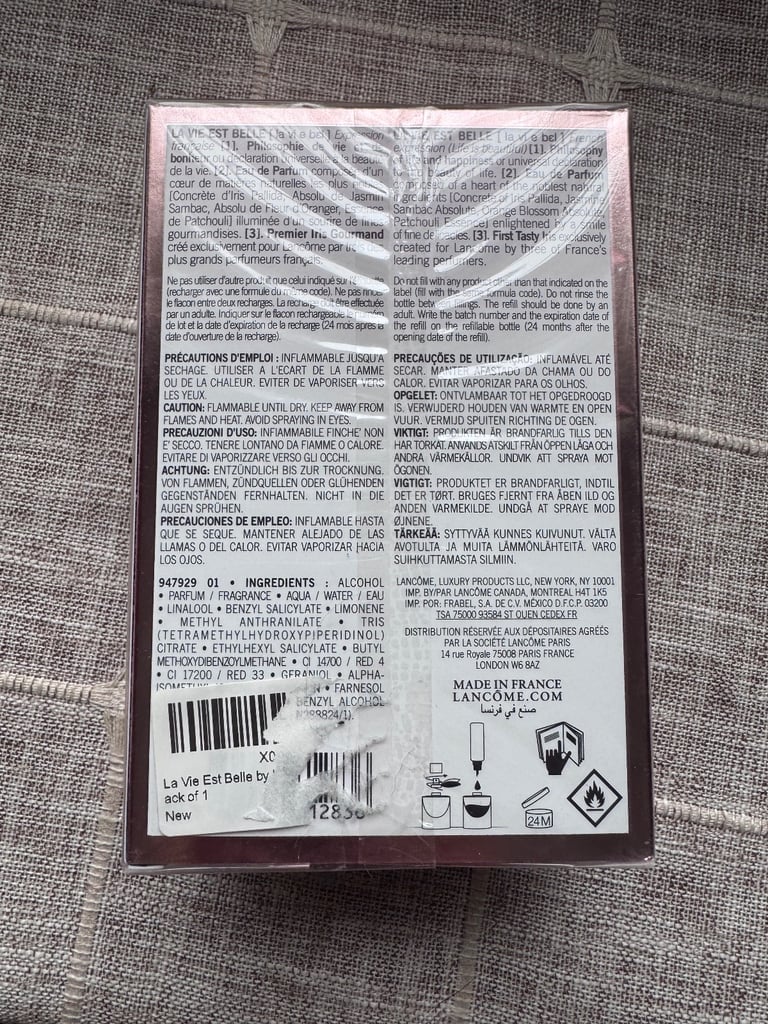 LA VIE EST BELLE [la vi e bɛl] Expression
française [1]. Philosophie de vie et de
bonheur ou déclaration universelle à la beauté
de la vie. [2]. Eau de Parfum composée d'un
cœur de matières naturelles les plus nobles
[Concrète d'Iris Pallida, Absolu de Jasmin
Sambac, Absolu de Fleur d'Oranger, Essence
de Patchouli] illuminée d'un sourire de fines
gourmandises. [3]. Premier Iris Gourmand
créé exclusivement pour Lancôme par trois des
plus grands parfumeurs français.
Ne pas utiliser d'autre produit que celui indiqué sur l'étiquette
(recharger avec une formule du même code). Ne pas rincer
le flacon entre deux recharges. La recharge doit être effectuée
par un adulte. Indiquer sur le flacon rechargeable le numéro
de lot et la date d'expiration de la recharge (24 mois après la
date d'ouverture de la recharge).
PRÉCAUTIONS D'EMPLOI : INFLAMMABLE JUSQU'A
SECHAGE. UTILISER A L'ECART DE LA FLAMME
OU DE LA CHALEUR. EVITER DE VAPORISER VERS
LES YEUX.
CAUTION: FLAMMABLE UNTIL DRY. KEEP AWAY FROM
FLAMES AND HEAT. AVOID SPRAYING IN EYES.
PRECAUZIONI D'USO: INFIAMMABILE FINCHE' NON
E' SECCO. TENERE LONTANO DA FIAMME O CALORE.
EVITARE DI VAPORIZZARE VERSO GLI OCCHI.
ACHTUNG: ENTZÜNDLICH BIS ZUR TROCKNUNG.
VON FLAMMEN, ZÜNDQUELLEN ODER GLÜHENDEN
GEGENSTÄNDEN FERNHALTEN. NICHT IN DIE
AUGEN SPRÜHEN.
PRECAUCIONES DE EMPLEO: INFLAMABLE HASTA
QUE SE SEQUE. MANTENER ALEJADO DE LAS
LLAMAS O DEL CALOR. EVITAR VAPORIZAR HACIA
LOS OJOS.
947929 01 • INGREDIENTS : ALCOHOL
• PARFUM / FRAGRANCE • AQUA / WATER / EAU
• LINALOOL • BENZYL SALICYLATE • LIMONENE
• METHYL ANTHRANILATE • TRIS
(TETRAMETHYLHYDROXYPIPERIDINOL)
CITRATE • ETHYLHEXYL SALICYLATE • BUTYL
METHOXYDIBENZOYLMETHANE • CI 14700 / RED 4
• CI 17200 / RED 33 • GERANIOL • ALPHA-
• FARNESOL
BENZYL ALCOHOL
N288824/1).
X0
La Vie Est Belle by
ack of 1
New
12836
LA VIE EST BELLE [la vi e bɛl] French
expression (Life is beautiful) [1]. Philosophy
of life and happiness or universal declaration
to the beauty of life. [2]. Eau de Parfum
composed of a heart of the noblest natural
ingredients [Concrete of Iris Pallida, Jasmine
Sambac Absolute, Orange Blossom Absolute,
Patchouli Essence] enlightened by a smile
of fine delicacies. [3]. First Tasty Iris exclusively
created for Lancôme by three of France's
leading perfumers.
Do not fill with any product other than that indicated on the
label (fill with the same formula code). Do not rinse the
bottle between fillings. The refill should be done by an
adult. Write the batch number and the expiration date of
the refill on the refillable bottle (24 months after the
opening date of the refill).
PRECAUÇÕES DE UTILIZAÇÃO: INFLAMÁVEL ATÉ
SECAR. MANTER AFASTADO DA CHAMA OU DO
CALOR. EVITAR VAPORIZAR PARA OS OLHOS.
OPGELET: ONTVLAMBAAR TOT HET OPGEDROOGD
IS. VERWIJDERD HOUDEN VAN WARMTE EN OPEN
VUUR. VERMIJD SPUITEN RICHTING DE OGEN.
VIKTIGT: PRODUKTEN ÄR BRANDFARLIG TILLS DEN
HAR TORKAT. ANVÄNDS ÅTSKILT FRÅN ÖPPEN LÅGA OCH
ANDRA VÄRMEKÄLLOR. UNDVIK ATT SPRAYA MOT
ÖGONEN.
VIGTIGT: PRODUKTET ER BRANDFARLIGT, INDTIL
DET ER TØRT. BRUGES FJERNT FRA ÅBEN ILD OG
ANDEN VARMEKILDE. UNDGÅ AT SPRAYE MOD
ØJNENE.
TÄRKEÄÄ: SYTTYVÄÄ KUNNES KUIVUNUT. VÄLTÄ
AVOTULTA JA MUITA LÄMMÖNLÄHTEITÄ. VARO
SUIHKUTTAMASTA SILMIIN.
LANCÔME, LUXURY PRODUCTS LLC, NEW YORK, NY 10001
IMP. BY/PAR LANCÔME CANADA, MONTREAL H4T 1K5
IMP. POR: FRABEL, S.A. DE C.V. MÉXICO D.F.C.P. 03200
TSA 75000 93584 ST OUEN CEDEX FR
DISTRIBUTION RÉSERVÉE AUX DÉPOSITAIRES AGRÉÉS
PAR LA SOCIÉTÉ LANCÔME PARIS
14 rue Royale 75008 PARIS FRANCE
LONDON W6 8AZ
MADE IN FRANCE
LANCÔME.COM
صنع في فرنسا
24M